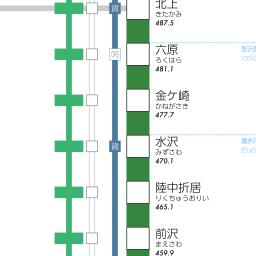 北上
きたかみ
487.5
六原
ろくはら
481.1
ORS
金ケ崎
かねがさき
477.7
貨
水沢
みずさわ
470.1
陸中折居
りくちゅうおりい
465.1
前沢
まえさわ
459.9